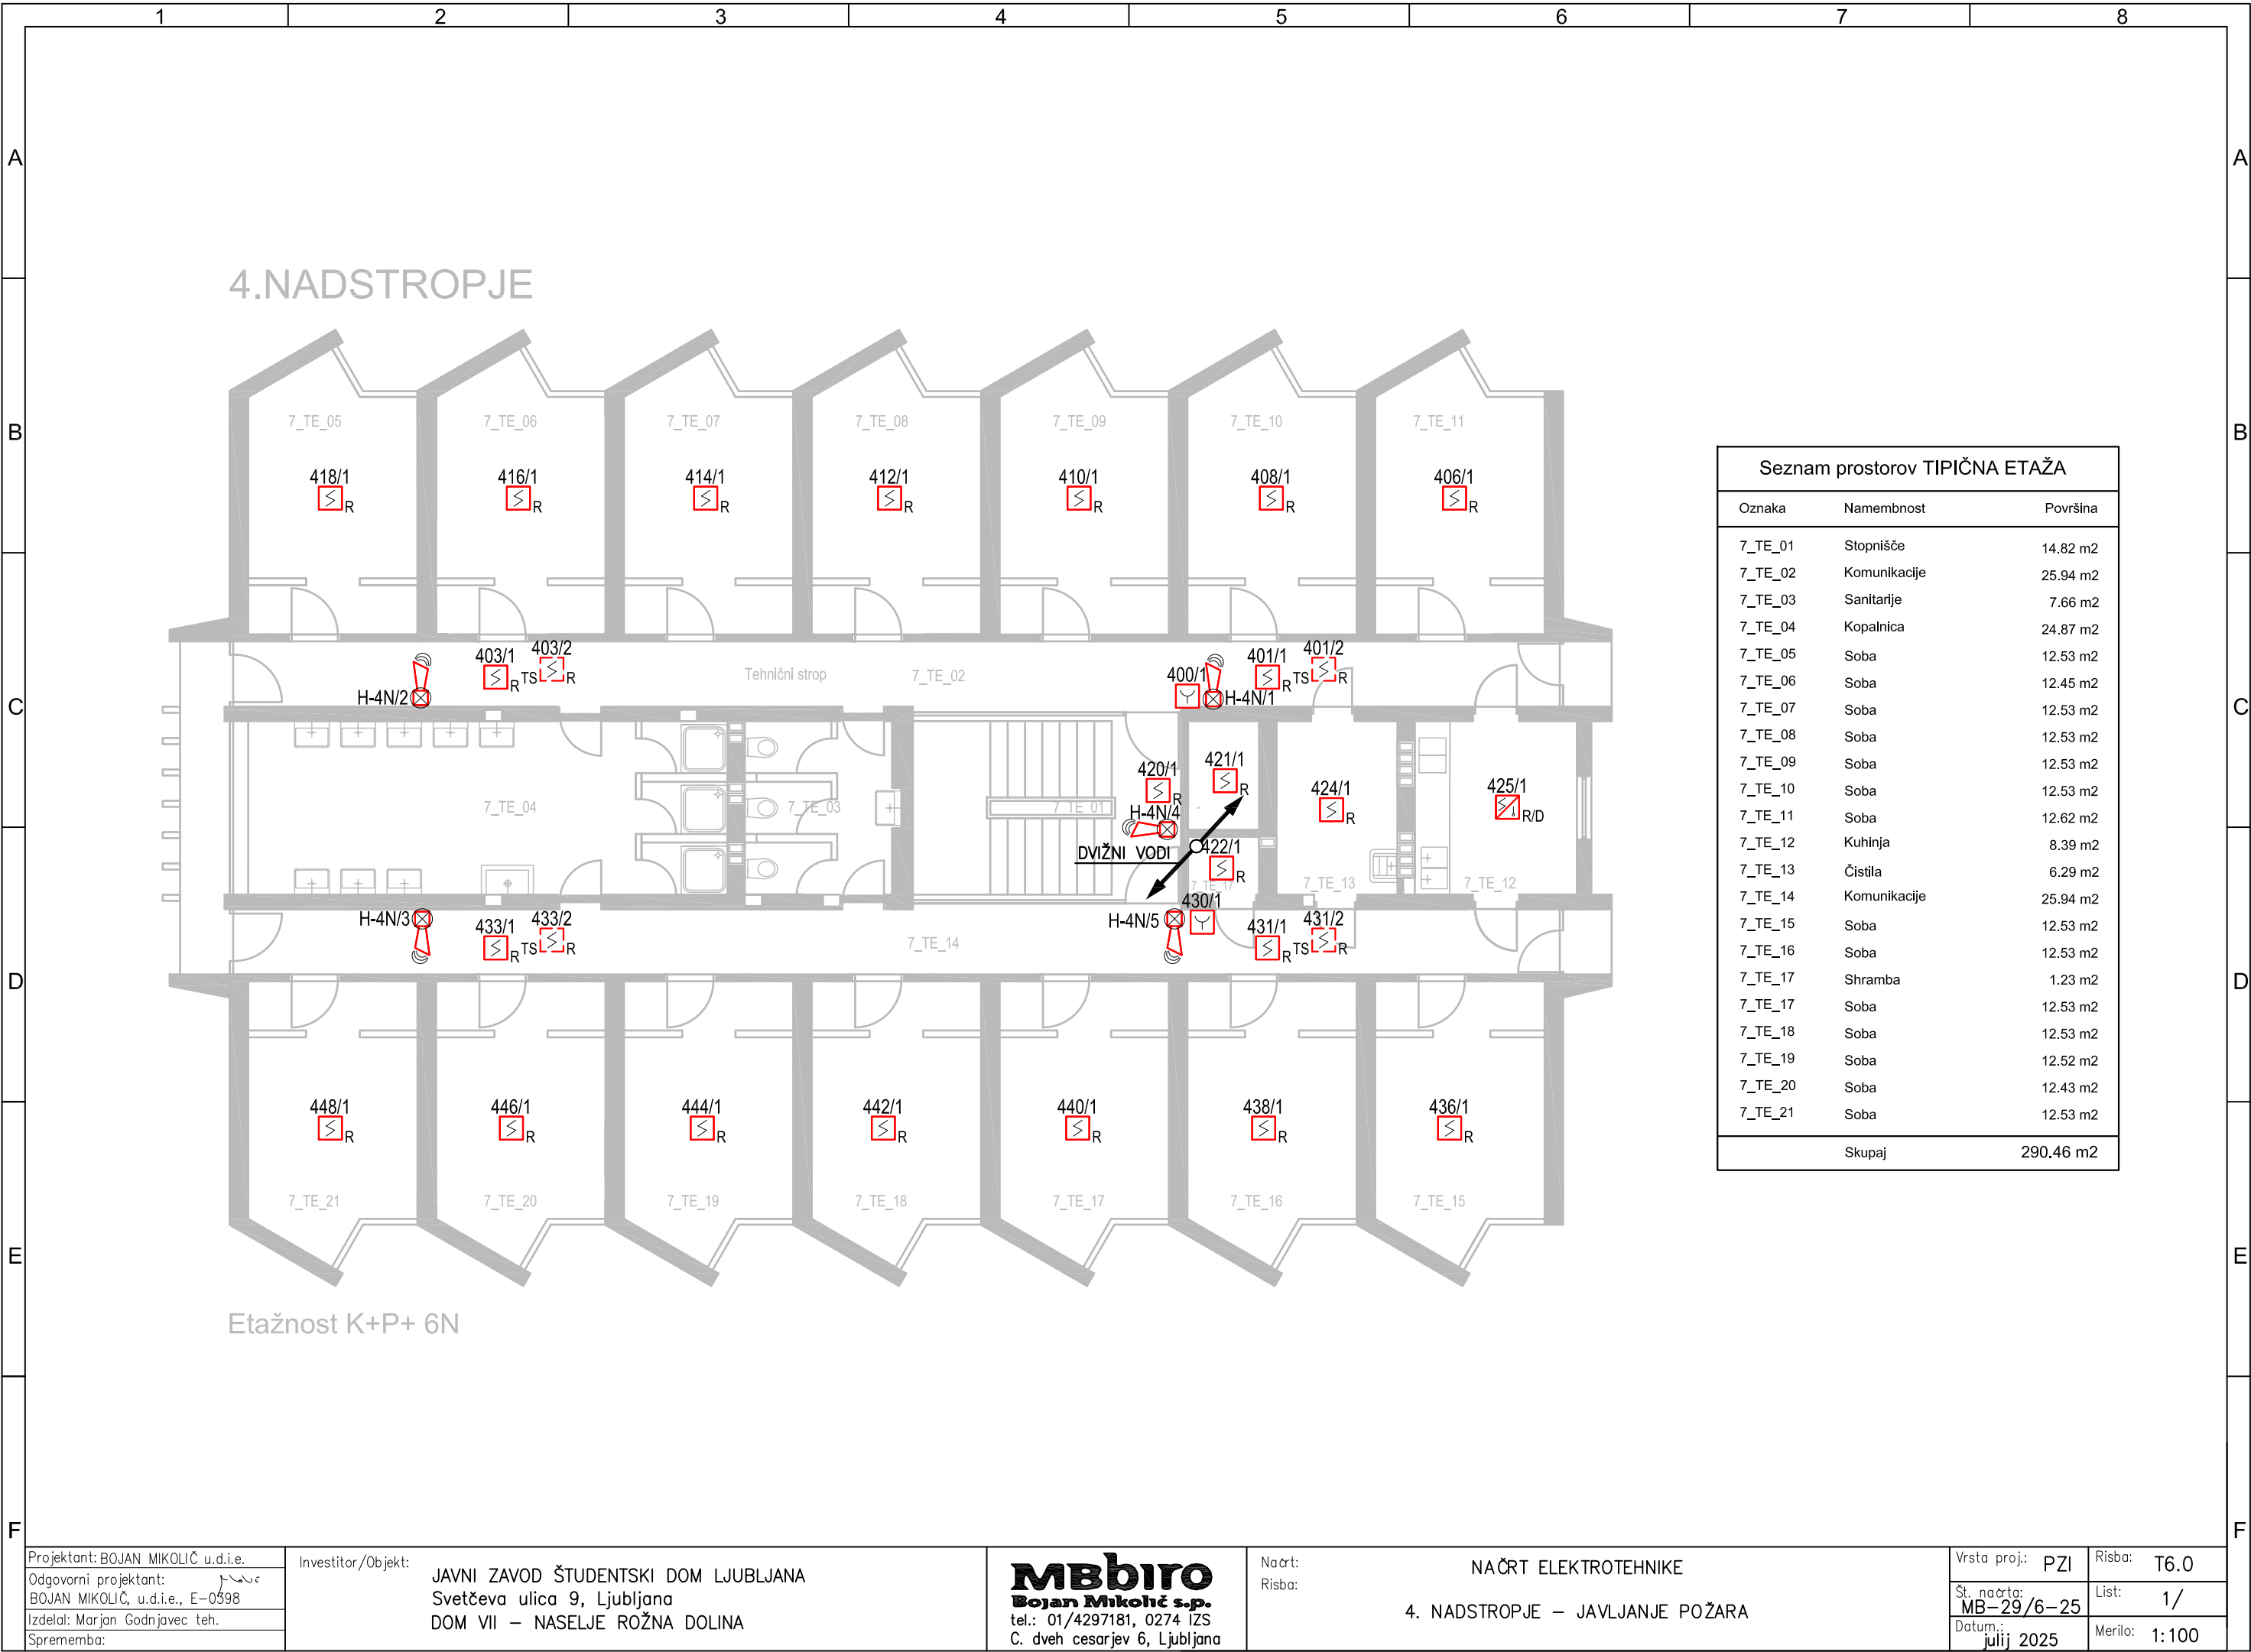 1 2 3 4 5 6 7 8
A A
4.NADSTROPJE
B B
7_TE_05 7_TE_06 7_TE_07 7_TE_08 7_TE_09 7_TE_10 7_TE_11
418/1 416/1 414/1 412/1 410/1 408/1 406/1
R R R R R R R
C C
403/1 403/2 401/1 401/2
R TS R R TS R
Tehnični strop 7_TE_02
400/1
H-4N/2 H-4N/1
420/1 421/1 424/1 425/1
R R R R/D
7_TE_04 7_TE_03 7_TE_01
H-4N/4
DVIŽNI VODI 422/1
R
7_TE_17 7_TE_13 7_TE_12
D D
430/1
H-4N/3 H-4N/5
433/1 433/2 431/1 431/2
R TS R R TS R
7_TE_14
448/1 446/1 444/1 442/1 440/1 438/1 436/1
R R R R R R R
7_TE_21 7_TE_20 7_TE_19 7_TE_18 7_TE_17 7_TE_16 7_TE_15
E E
Etažnost K+P+ 6N
F F
Seznam prostorov TIPIČNA ETAŽA
Oznaka Namembnost Površina
7_TE_01 Stopnišče 14.82 m2
7_TE_02 Komunikacije 25.94 m2
7_TE_03 Sanitarije 7.66 m2
7_TE_04 Kopalnica 24.87 m2
7_TE_05 Soba 12.53 m2
7_TE_06 Soba 12.45 m2
7_TE_07 Soba 12.53 m2
7_TE_08 Soba 12.53 m2
7_TE_09 Soba 12.53 m2
7_TE_10 Soba 12.53 m2
7_TE_11 Soba 12.62 m2
7_TE_12 Kuhinja 8.39 m2
7_TE_13 Čistila 6.29 m2
7_TE_14 Komunikacije 25.94 m2
7_TE_15 Soba 12.53 m2
7_TE_16 Soba 12.53 m2
7_TE_17 Shramba 1.23 m2
7_TE_17 Soba 12.53 m2
7_TE_18 Soba 12.53 m2
7_TE_19 Soba 12.52 m2
7_TE_20 Soba 12.43 m2
7_TE_21 Soba 12.53 m2
Skupaj 290.46 m2
Projektant: BOJAN MIKOLIČ u.d.i.e.
Odgovorni projektant:
BOJAN MIKOLIČ, u.d.i.e., E-0398
Izdelal: Marjan Godnjavec teh.
Sprememba:
Investitor/Objekt:
JAVNI ZAVOD ŠTUDENTSKI DOM LJUBLJANA
Svetčeva ulica 9, Ljubljana
DOM VII – NASELJE ROŽNA DOLINA
MBbiro
Bojan Mikolič s.p.
tel.: 01/4297181, 0274 IZS
C. dveh cesarjev 6, Ljubljana
Načrt: NAČRT ELEKTROTEHNIKE
Risba:
4. NADSTROPJE – JAVLJANJE POŽARA
Vrsta proj.: PZI
Št. načrta: MB-29/6-25
Datum.: julij 2025
Risba: T6.0
List: 1/
Merilo: 1:100